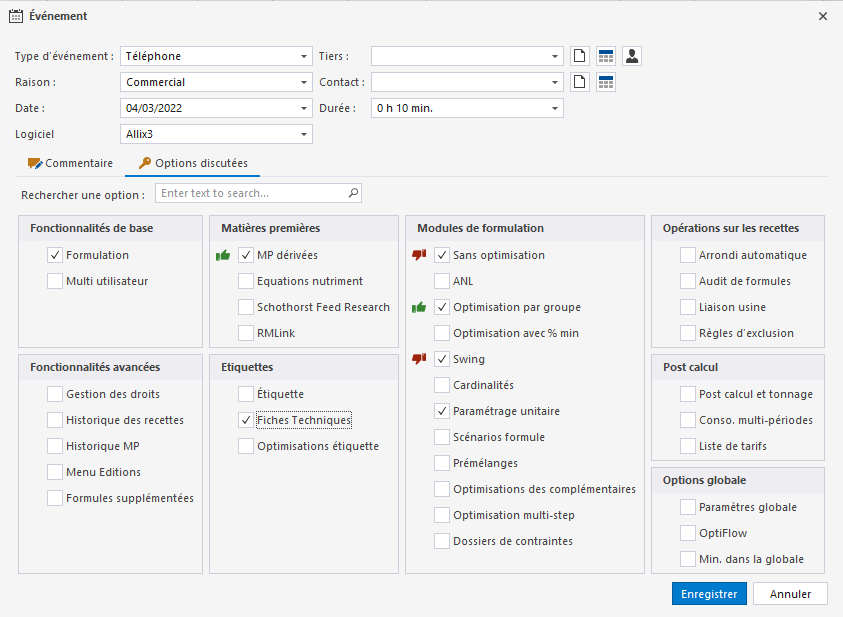 Événement
Type d'événement :
Téléphone
Tiers :
Raison :
Commercial
Contact :
Date :
04/03/2022
Durée :
0 h 10 min.
Logiciel
Allix3
Commentaire
Options discutées
Rechercher une option :
Enter text to search...
Fonctionnalités de base
Formulation
Multi utilisateur
Matières premières
MP dérivées
Equations nutriment
Schothorst Feed Research
RMLink
Modules de formulation
Sans optimisation
ANL
Optimisation par groupe
Optimisation avec % min
Swing
Cardinalités
Paramétrage unitaire
Scénarios formule
Prémélanges
Optimisations des complémentaires
Optimisation multi-step
Dossiers de contraintes
Opérations sur les recettes
Arrondi automatique
Audit de formules
Liaison usine
Règles d'exclusion
Fonctionnalités avancées
Gestion des droits
Historique des recettes
Historique MP
Menu Editions
Formules supplémentées
Etiquettes
Étiquette
Fiches Techniques
Optimisations étiquette
Post calcul
Post calcul et tonnage
Conso. multi-périodes
Liste de tarifs
Options globale
Paramètres globale
OptiFlow
Min. dans la globale
Enregistrer
Annuler